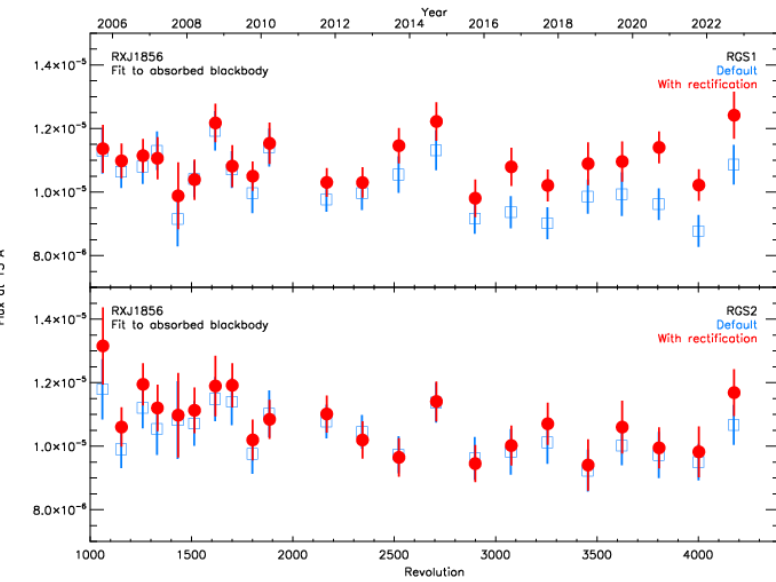 Year
2006 2008 2010 2012 2014 2016 2018 2020 2022
RXJ1856 RGS1
Fit to absorbed blackbody Default
With rectification
1.4×10⁻⁵
1.2×10⁻⁵
1.0×10⁻⁵
8.0×10⁻⁶
RXJ1856 RGS2
Fit to absorbed blackbody Default
With rectification
1.4×10⁻⁵
1.2×10⁻⁵
1.0×10⁻⁵
8.0×10⁻⁶
1000 1500 2000 2500 3000 3500 4000
Revolution